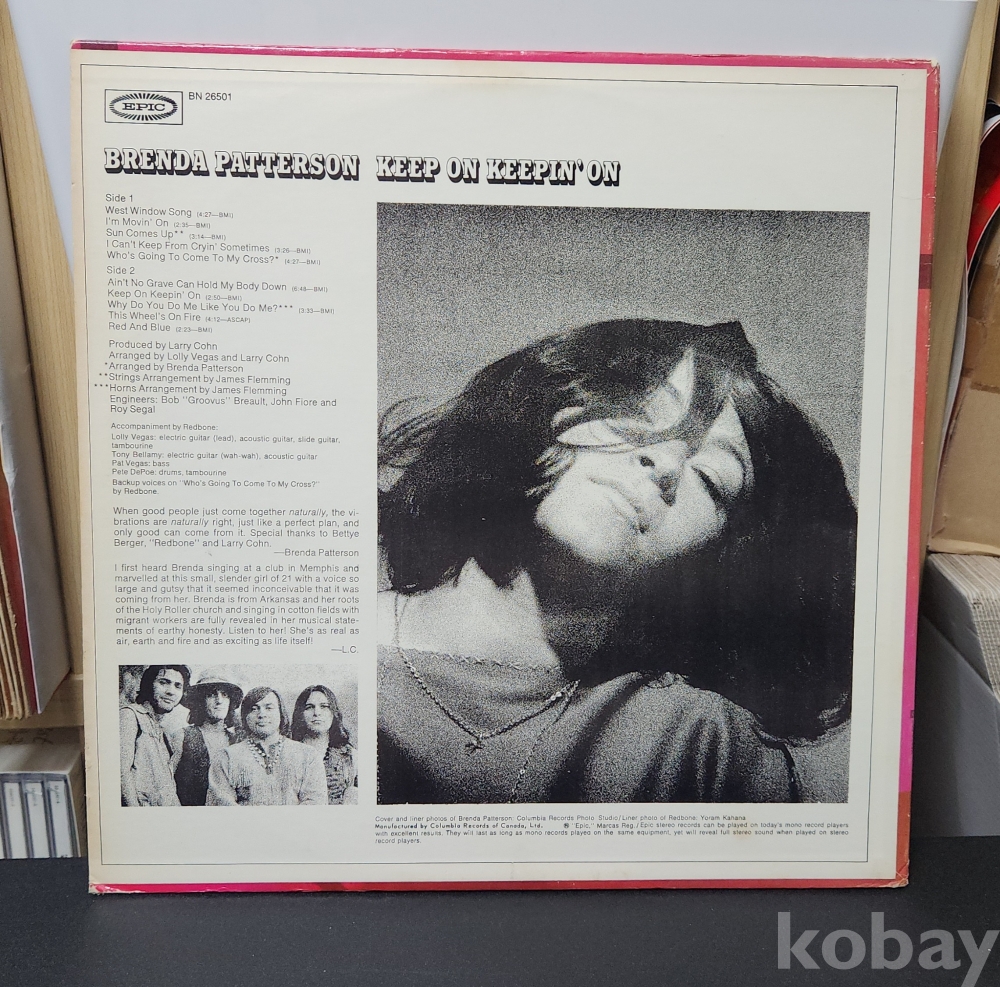 EPIC
BN 26501
BRENDA PATTERSON KEEP ON KEEPIN' ON
Side 1
West Window Song (4:27—BMI)
I'm Movin' On (2:35—BMI)
Sun Comes Up** (3:14—BMI)
I Can't Keep From Cryin' Sometimes (3:26—BMI)
Who's Going To Come To My Cross?* (4:27—BMI)
Side 2
Ain't No Grave Can Hold My Body Down (6:48—BMI)
Keep On Keepin' On (2:50—BMI)
Why Do You Do Me Like You Do Me?*** (3:33—BMI)
This Wheel's On Fire (4:12—ASCAP)
Red And Blue (2:23—BMI)
Produced by Larry Cohn
Arranged by Lolly Vegas and Larry Cohn
*Arranged by Brenda Patterson
**Strings Arrangement by James Flemming
***Horns Arrangement by James Flemming
Engineers: Bob "Groovus" Breault, John Fiore and
Roy Segal
Accompaniment by Redbone:
Lolly Vegas: electric guitar (lead), acoustic guitar, slide guitar,
tambourine
Tony Bellamy: electric guitar (wah-wah), acoustic guitar
Pat Vegas: bass
Pete DePoe: drums, tambourine
Backup voices on "Who's Going To Come To My Cross?"
by Redbone.
When good people just come together naturally, the vi-
brations are naturally right, just like a perfect plan, and
only good can come from it. Special thanks to Bettye
Berger, "Redbone" and Larry Cohn.
—Brenda Patterson
I first heard Brenda singing at a club in Memphis and
marvelled at this small, slender girl of 21 with a voice so
large and gutsy that it seemed inconceivable that it was
coming from her. Brenda is from Arkansas and her roots
of the Holy Roller church and singing in cotton fields with
migrant workers are fully revealed in her musical state-
ments of earthy honesty. Listen to her! She's as real as
air, earth and fire and as exciting as life itself!
—L.C.
Cover and liner photos of Brenda Patterson: Columbia Records Photo Studio/Liner photo of Redbone: Yoram Kahana
Manufactured by Columbia Records of Canada, Ltd. ® "Epic," Marcas Reg./Epic stereo records can be played on today's mono record players
with excellent results. They will last as long as mono records played on the same equipment, yet will reveal full stereo sound when played on stereo
record players.
kobay